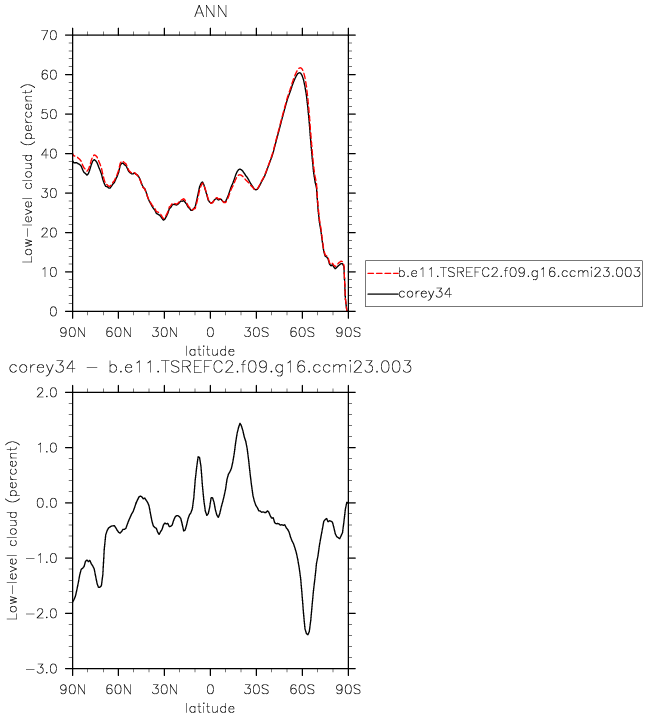 ANN
70
60
50
40
30
20
10
0
Low-level cloud (percent)
90N 60N 30N 0 30S 60S 90S
latitude
b.e11.TSREFC2.f09.g16.ccmi23.003
corey34
corey34 - b.e11.TSREFC2.f09.g16.ccmi23.003
2.0
1.0
0.0
-1.0
-2.0
-3.0
Low-level cloud (percent)
90N 60N 30N 0 30S 60S 90S
latitude